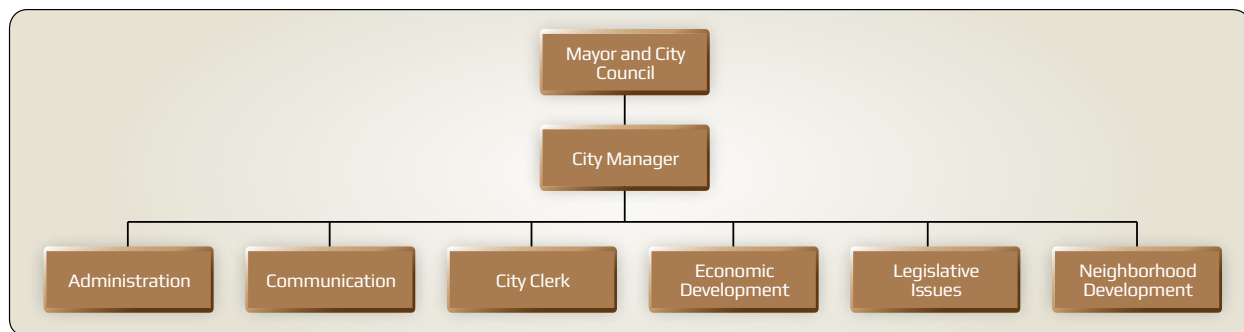 Mayor and City
Council
City Manager
Administration
Communication
City Clerk
Economic
Development
Legislative
Issues
Neighborhood
Development